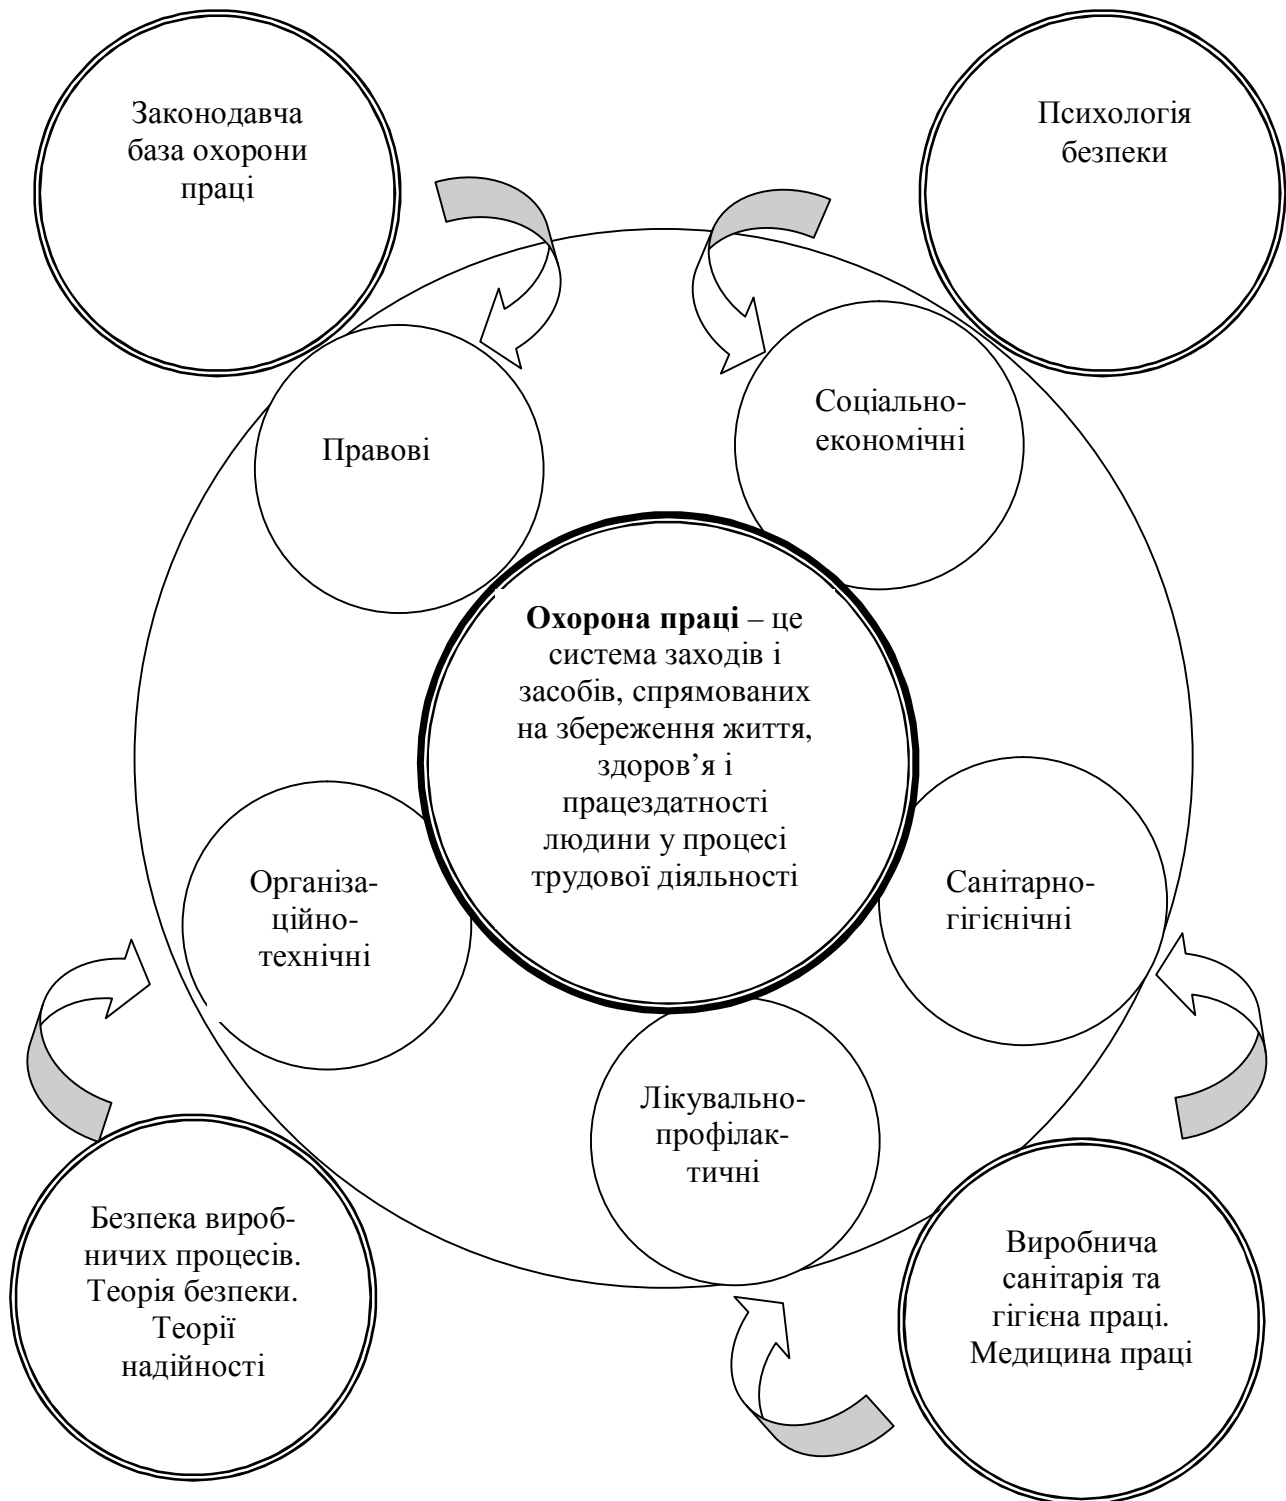 Законодавча
база охорони
праці
Психологія
безпеки
Правові
Соціально-
економічні
Охорона праці – це
система заходів і
засобів, спрямованих
на збереження життя,
здоров’я і
працездатності
людини у процесі
трудової діяльності
Організа-
ційно-
технічні
Санітарно-
гігієнічні
Лікувально-
профілак-
тичні
Безпека вироб-
ничих процесів.
Теорія безпеки.
Теорії
надійності
Виробнича
санітарія та
гігієна праці.
Медицина праці